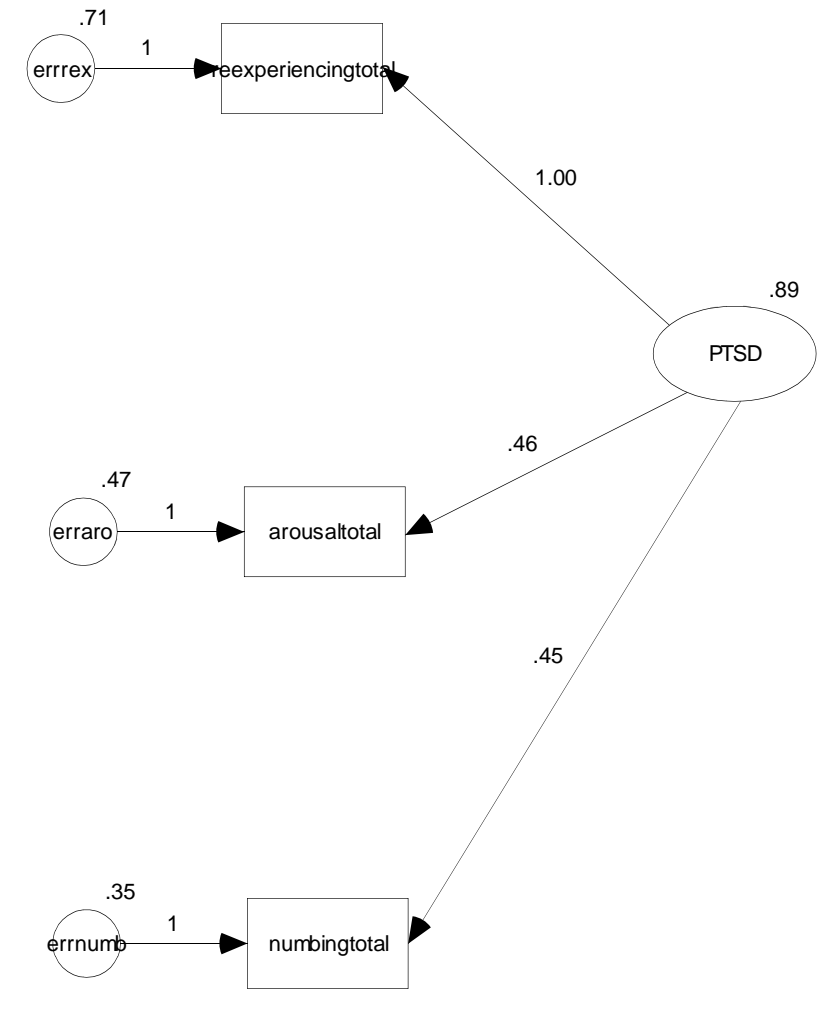 .71
errrex
1
reexperiencingtotal
1.00
.89
PTSD
.46
.47
erraro
1
arousaltotal
.45
.35
errnumb
1
numbingtotal